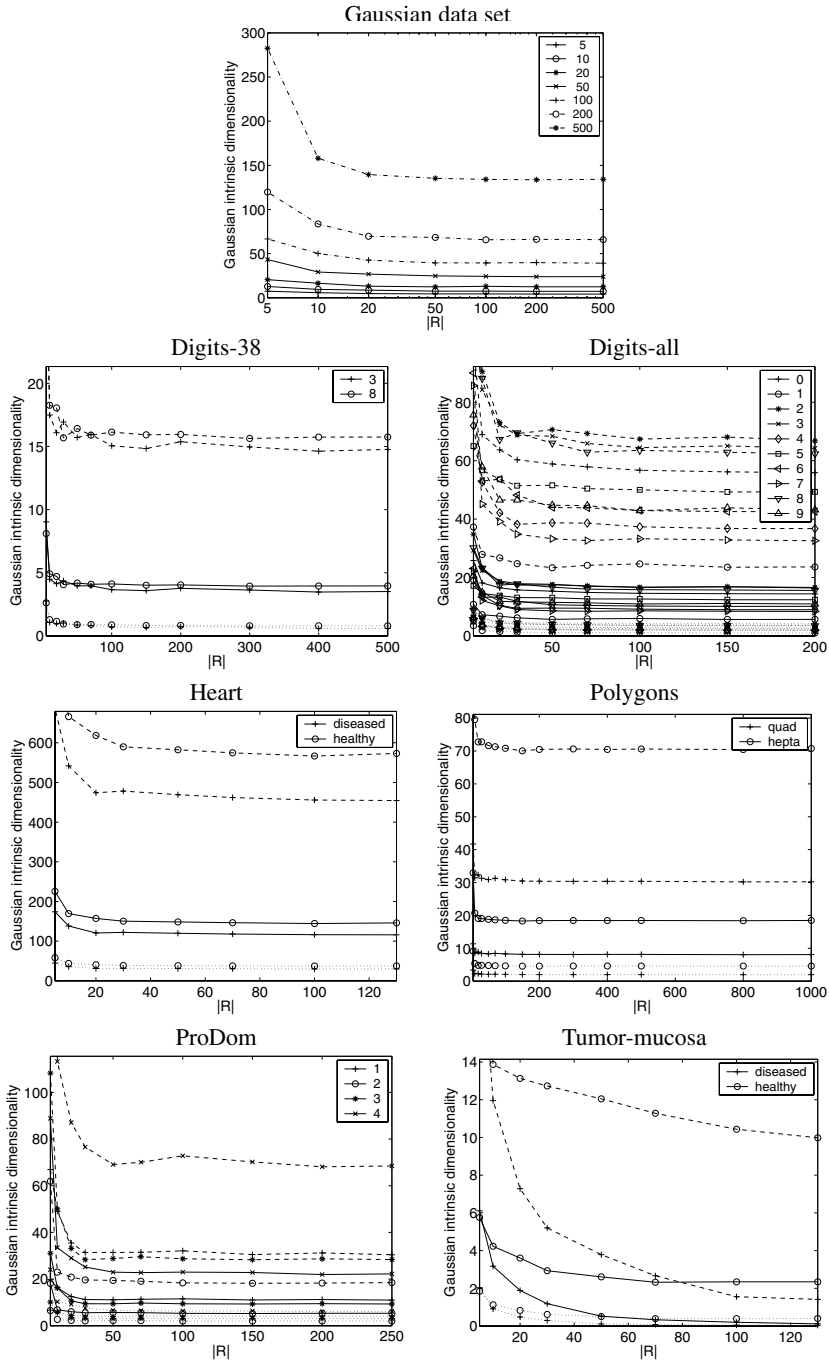 Gaussian data set
300
250
200
150
100
50
0
Gaussian intrinsic dimensionality
5
10
20
50
100
200
500
5 10 20 50 100 200 500
|R|
Digits-38
20
15
10
5
0
Gaussian intrinsic dimensionality
3
8
100 200 300 400 500
|R|
Digits-all
80
60
40
20
0
Gaussian intrinsic dimensionality
0
1
2
3
4
5
6
7
8
9
50 100 150 200
|R|
Heart
600
500
400
300
200
100
0
Gaussian intrinsic dimensionality
diseased
healthy
20 40 60 80 100 120
|R|
Polygons
80
70
60
50
40
30
20
10
0
Gaussian intrinsic dimensionality
quad
hepta
200 400 600 800 1000
|R|
ProDom
100
80
60
40
20
0
Gaussian intrinsic dimensionality
1
2
3
4
50 100 150 200 250
|R|
Tumor-mucosa
14
12
10
8
6
4
2
0
Gaussian intrinsic dimensionality
diseased
healthy
20 40 60 80 100 120
|R|